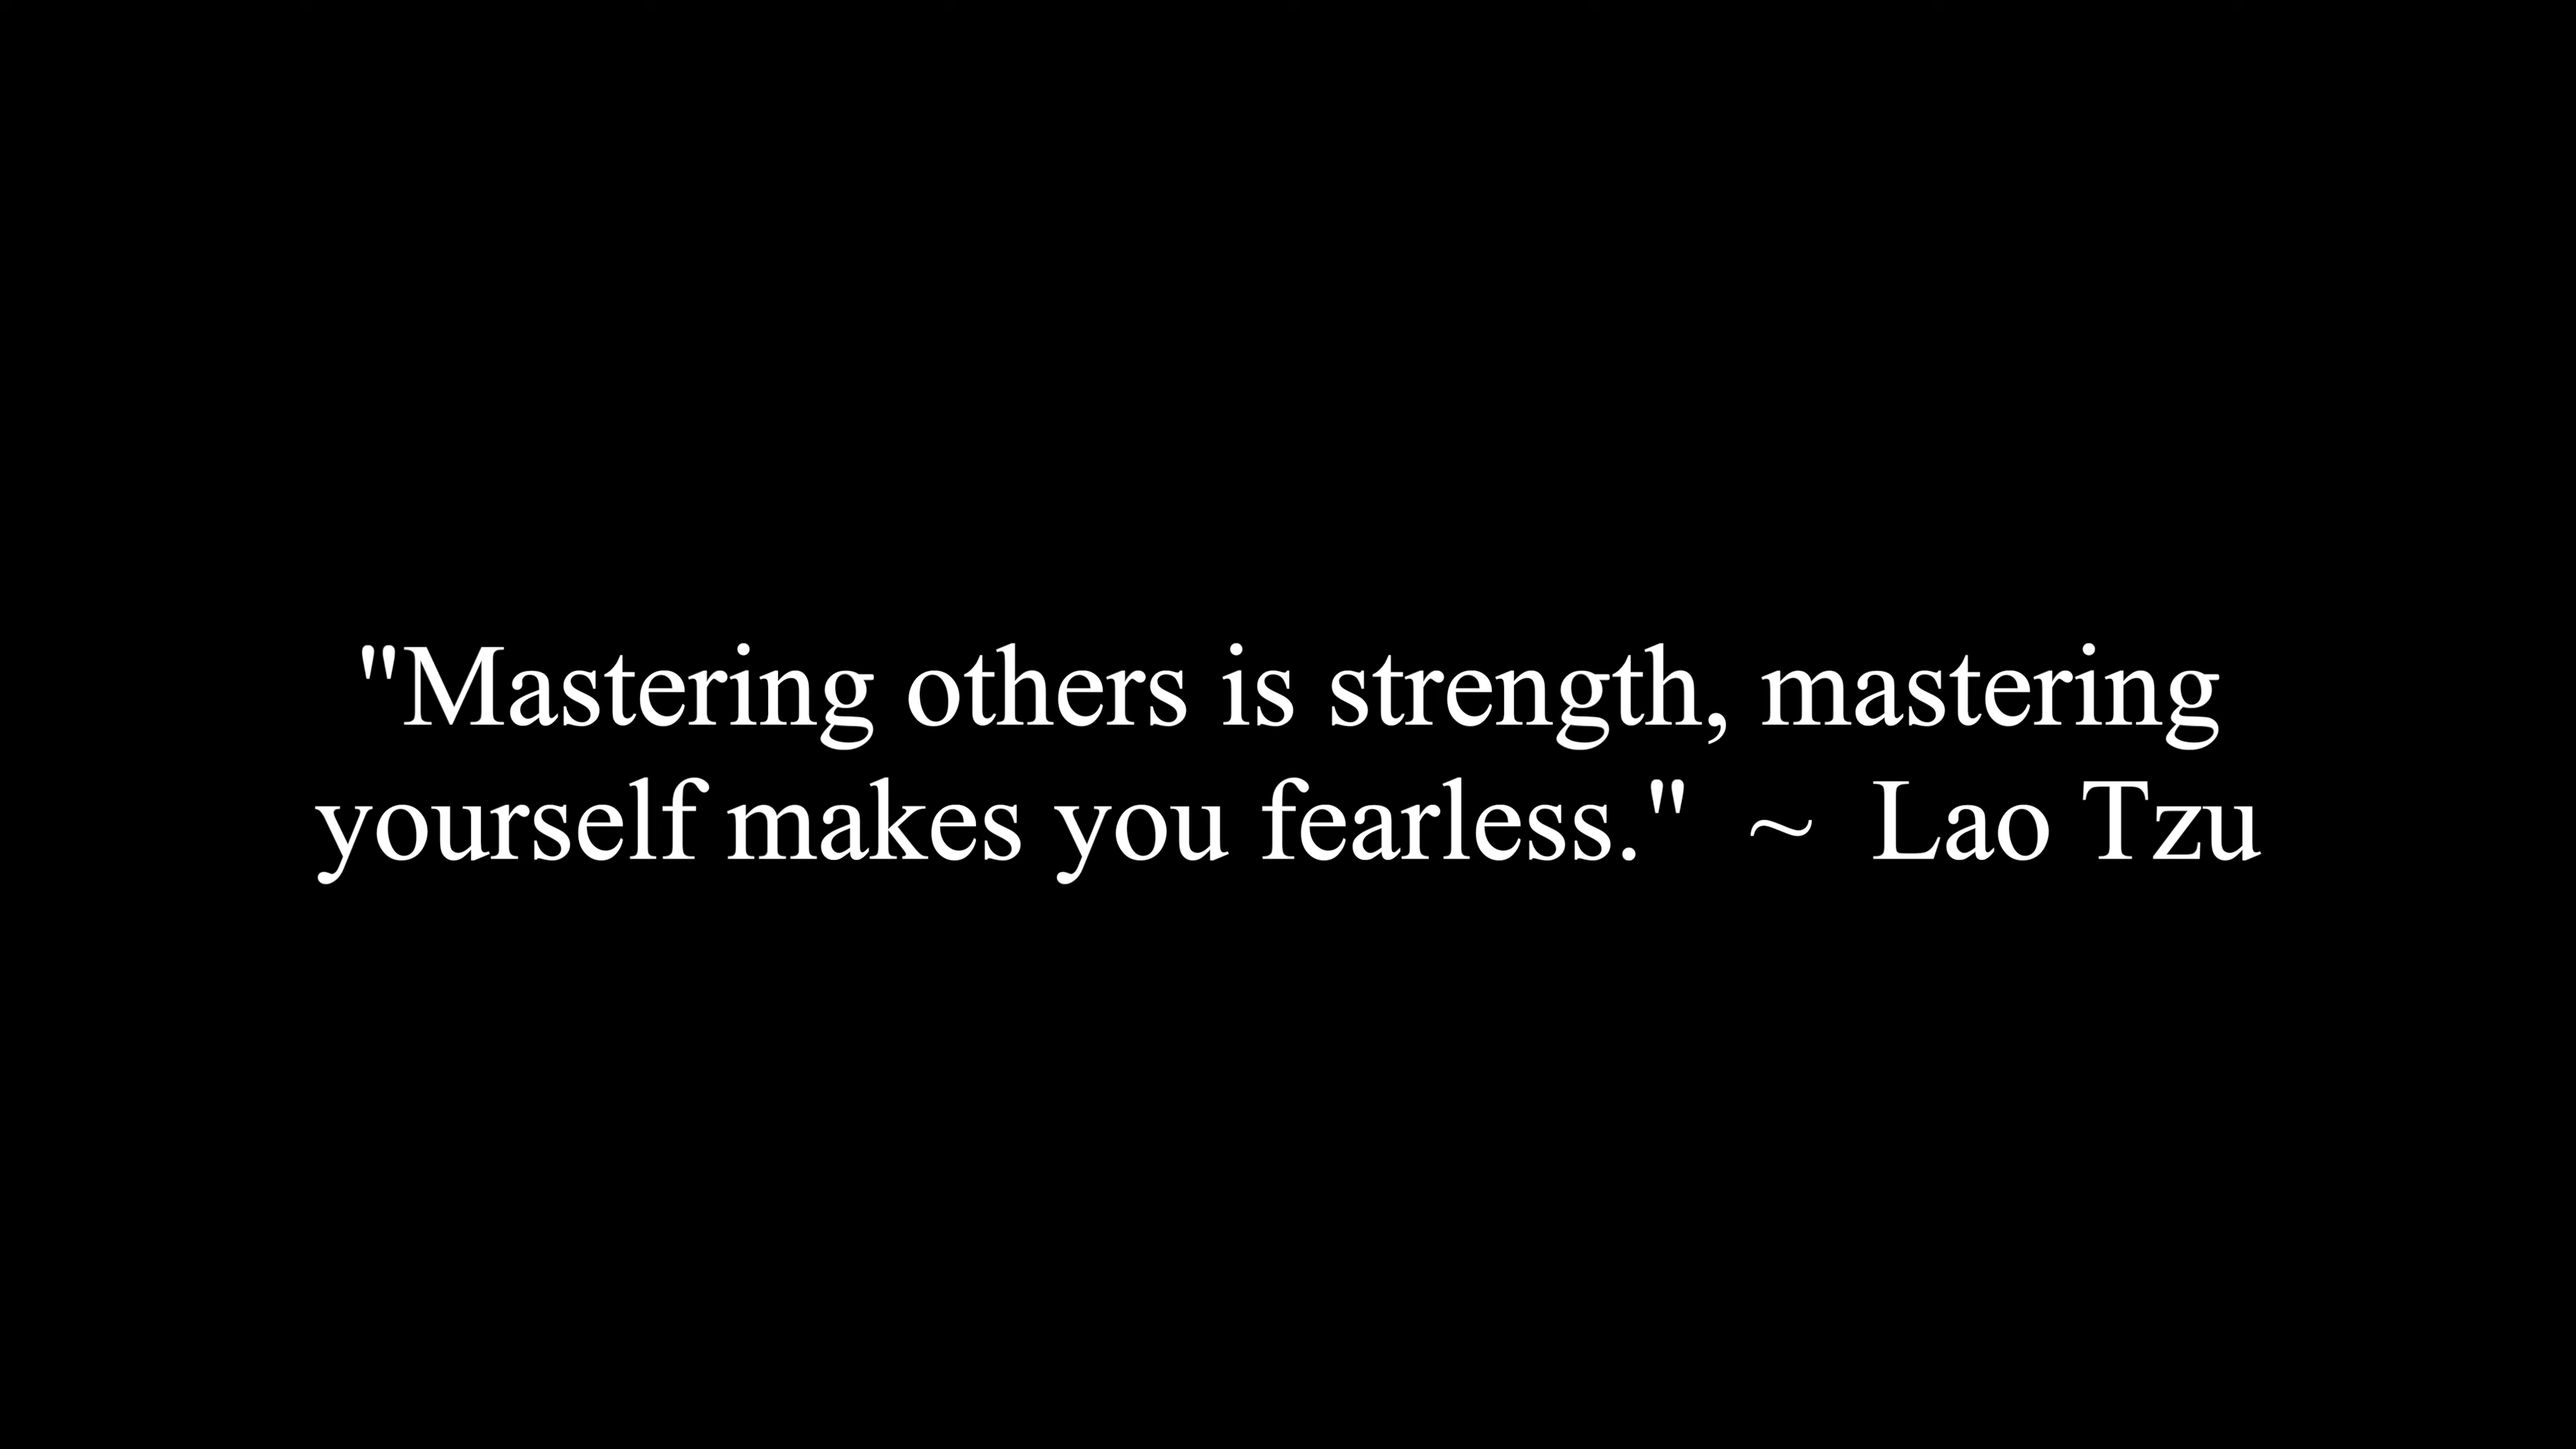 "Mastering others is strength, mastering
yourself makes you fearless."  ~  Lao Tzu